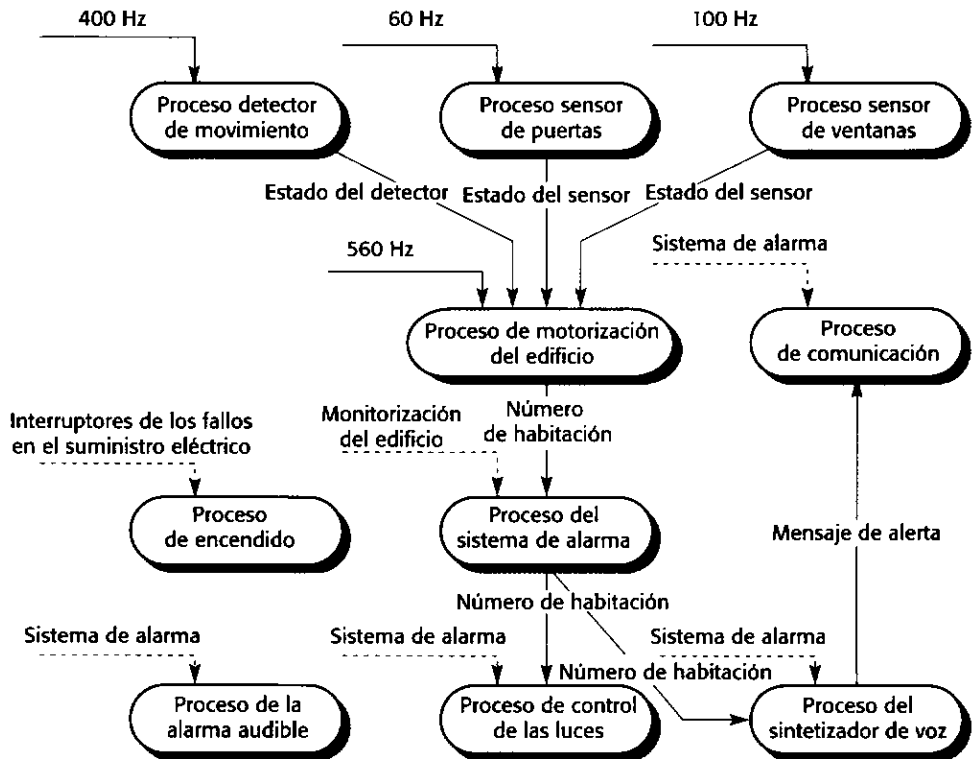 400 Hz
60 Hz
100 Hz
Proceso detector
de movimiento
Proceso sensor
de puertas
Proceso sensor
de ventanas
Estado del detector
Estado del sensor
Estado del sensor
560 Hz
Sistema de alarma
Proceso de motorización
del edificio
Proceso
de comunicación
Interruptores de los fallos
en el suministro eléctrico
Monitorización
del edificio
Número
de habitación
Proceso
de encendido
Proceso del
sistema de alarma
Mensaje de alerta
Número de habitación
Sistema de alarma
Sistema de alarma
Sistema de alarma
Número de habitación
Proceso de la
alarma audible
Proceso de control
de las luces
Proceso del
sintetizador de voz